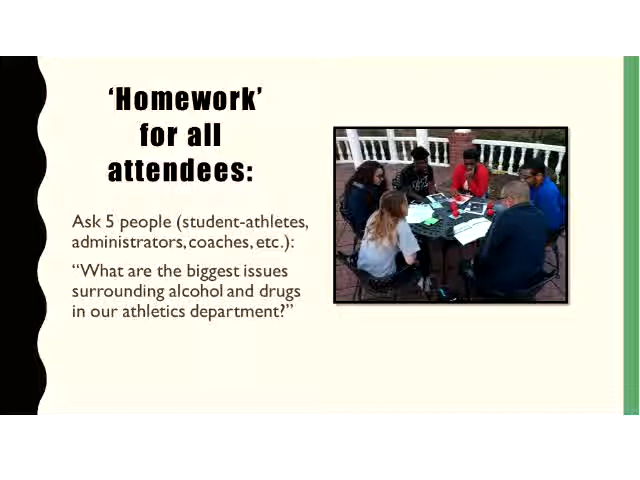 ‘Homework’
for all
attendees:
Ask 5 people (student-athletes,
administrators, coaches, etc.):
“What are the biggest issues
surrounding alcohol and drugs
in our athletics department?”